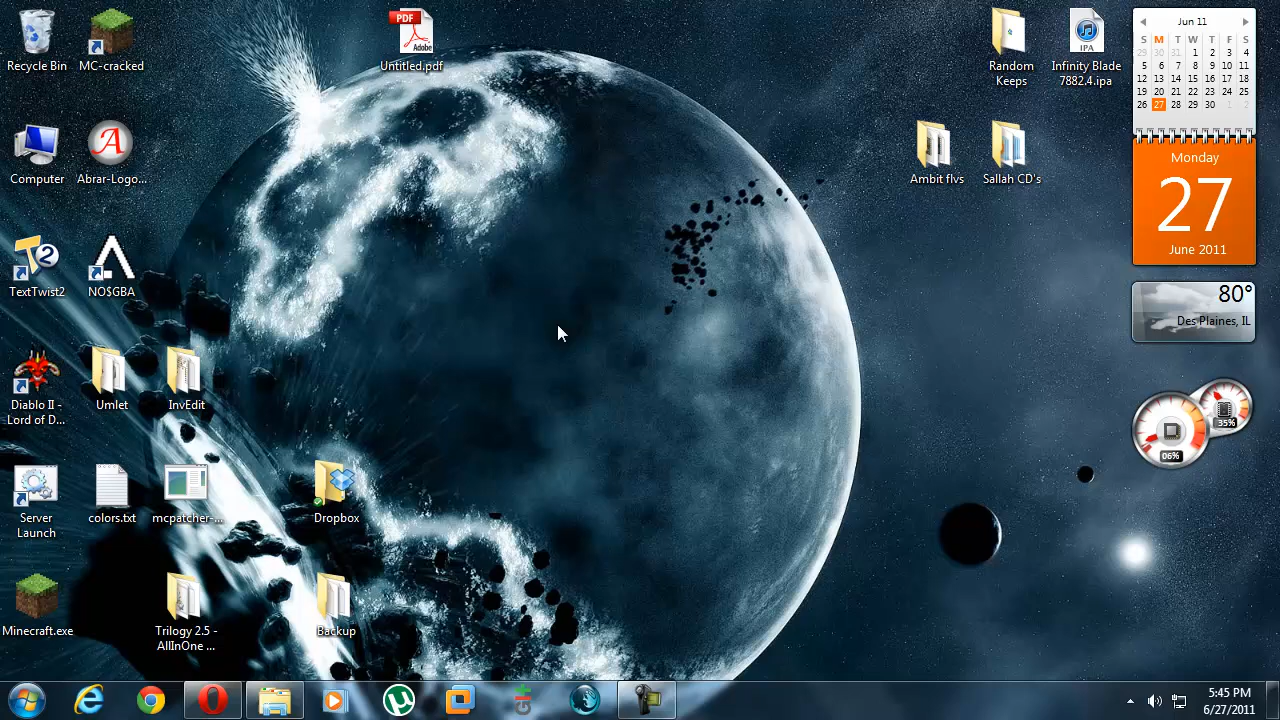 Recycle Bin
MC-cracked
PDF
Adobe
Untitled.pdf
Random
Keeps
IPA
Infinity Blade
7882.4.ipa
Jun 11
S M T W T F S
29 30 31 1 2 3 4
5 6 7 8 9 10 11
12 13 14 15 16 17 18
19 20 21 22 23 24 25
26 27 28 29 30 1 2
Monday
27
June 2011
Computer
Abrar-Logo...
Ambit flvs
Sallah CD's
TextTwist2
NO$GBA
80°
Des Plaines, IL
Diablo II -
Lord of D...
Umlet
InvEdit
35%
06%
Server
Launch
colors.txt
mcpatcher-...
Dropbox
Minecraft.exe
Trilogy 2.5 -
AllInOne ...
Backup
5:45 PM
6/27/2011